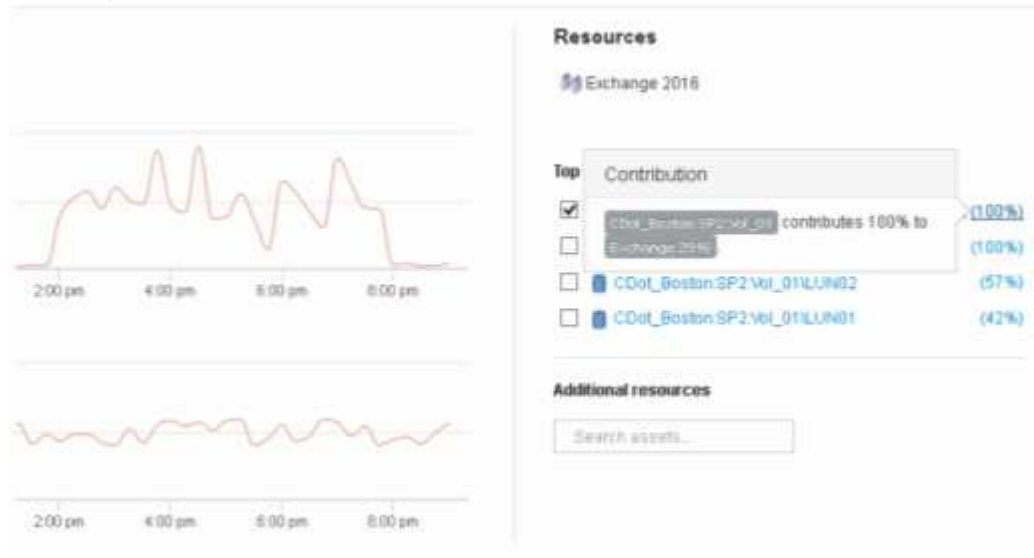 Resources
Exchange 2016
Top
Contribution
(100%)
CDot_Boston:SP2:Vol_01 contributes 100% to
Exchange 2016
(100%)
CDot_Boston:SP2:Vol_01\LUN02
(57%)
CDot_Boston:SP2:Vol_01\LUN01
(42%)
2:00 pm 4:00 pm 6:00 pm 8:00 pm
Additional resources
Search assets...
2:00 pm 4:00 pm 6:00 pm 8:00 pm